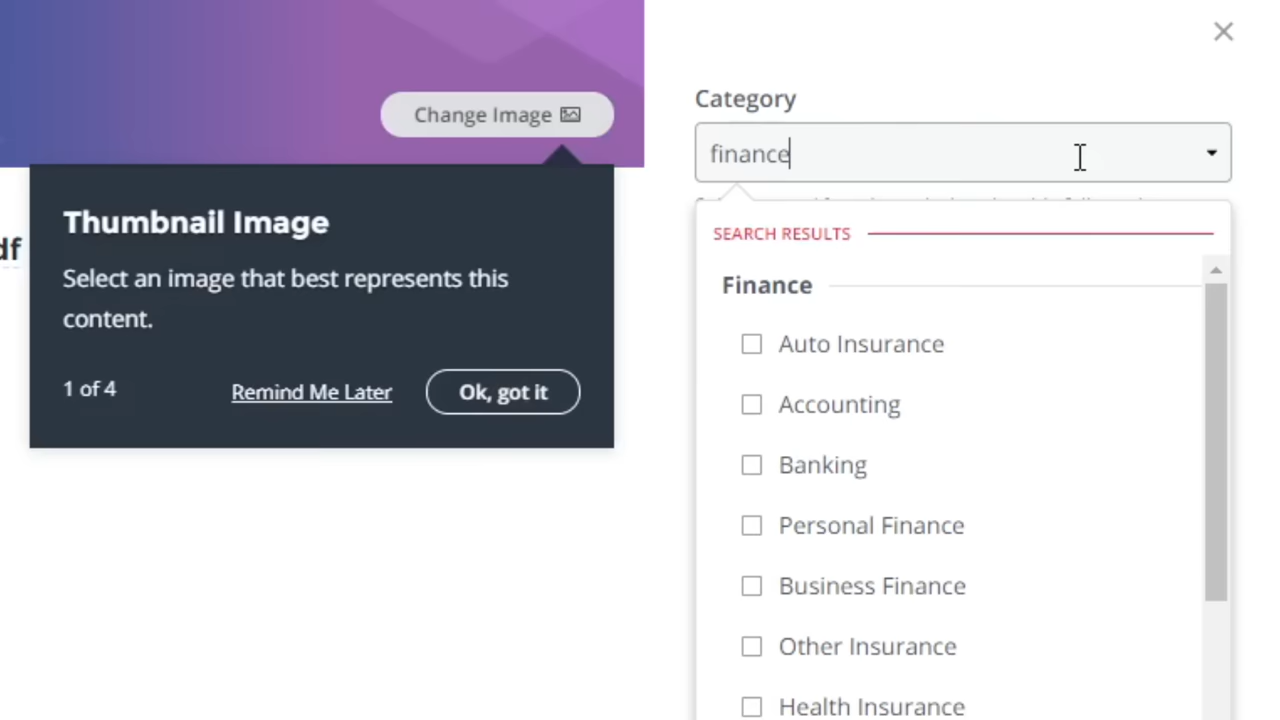 Change Image
df
Thumbnail Image
Select an image that best represents this
content.
1 of 4
Remind Me Later
Ok, got it
Category
finance
SEARCH RESULTS
Finance
Auto Insurance
Accounting
Banking
Personal Finance
Business Finance
Other Insurance
Health Insurance